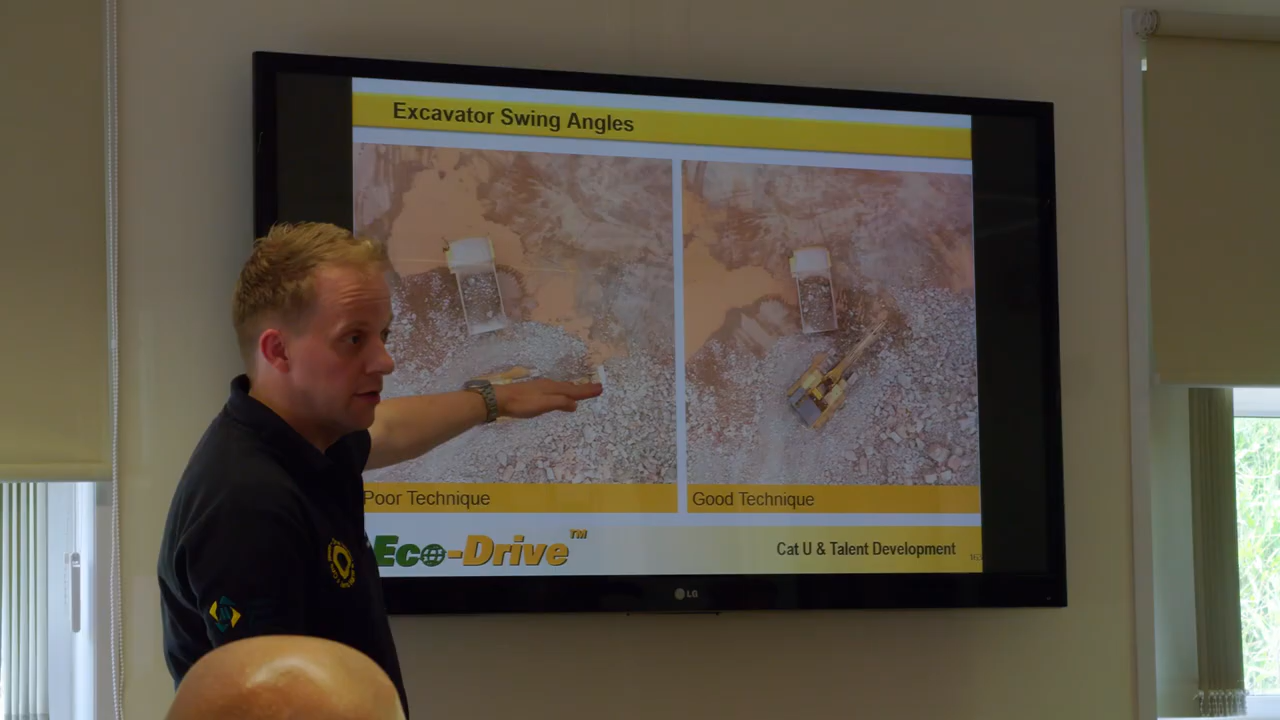 Excavator Swing Angles
Poor Technique
Good Technique
Eco-Drive™
Cat U & Talent Development
LG